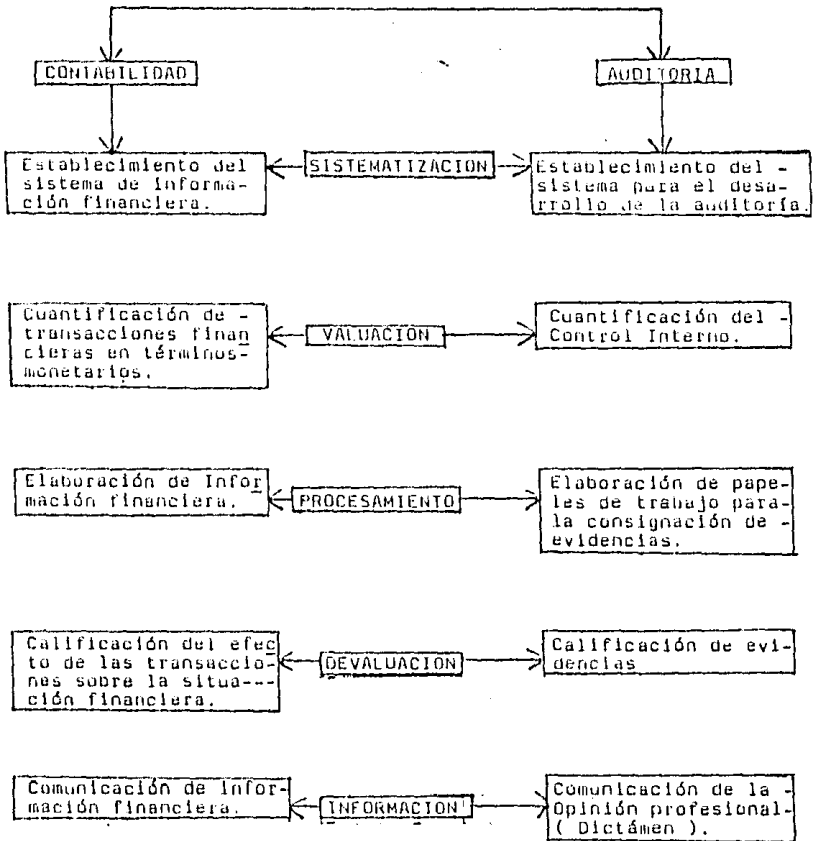 CONTABILIDAD
AUDITORIA
Establecimiento del
sistema de informa-
ción financiera.
SISTEMATIZACION
Establecimiento del -
sistema para el desa-
rrollo de la auditoría.
Cuantificación de -
transacciones finan
cieras en términos-
monetarios.
VALUACION
Cuantificación del -
Control Interno.
Elaboración de Infor
mación financiera.
PROCESAMIENTO
Elaboración de pape-
les de trabajo para-
la consignación de -
evidencias.
Calificación del efec
to de las transaccio-
nes sobre la situa---
ción financiera.
DEVALUACION
Calificación de evi-
dencias
Comunicación de infor-
mación financiera.
INFORMACION
Comunicación de la -
Opinión profesional-
( Dictámen ).